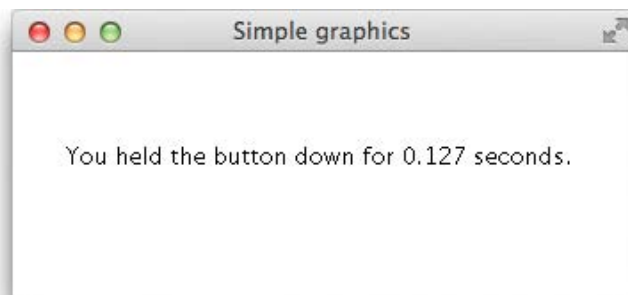 Simple graphics
You held the button down for 0.127 seconds.